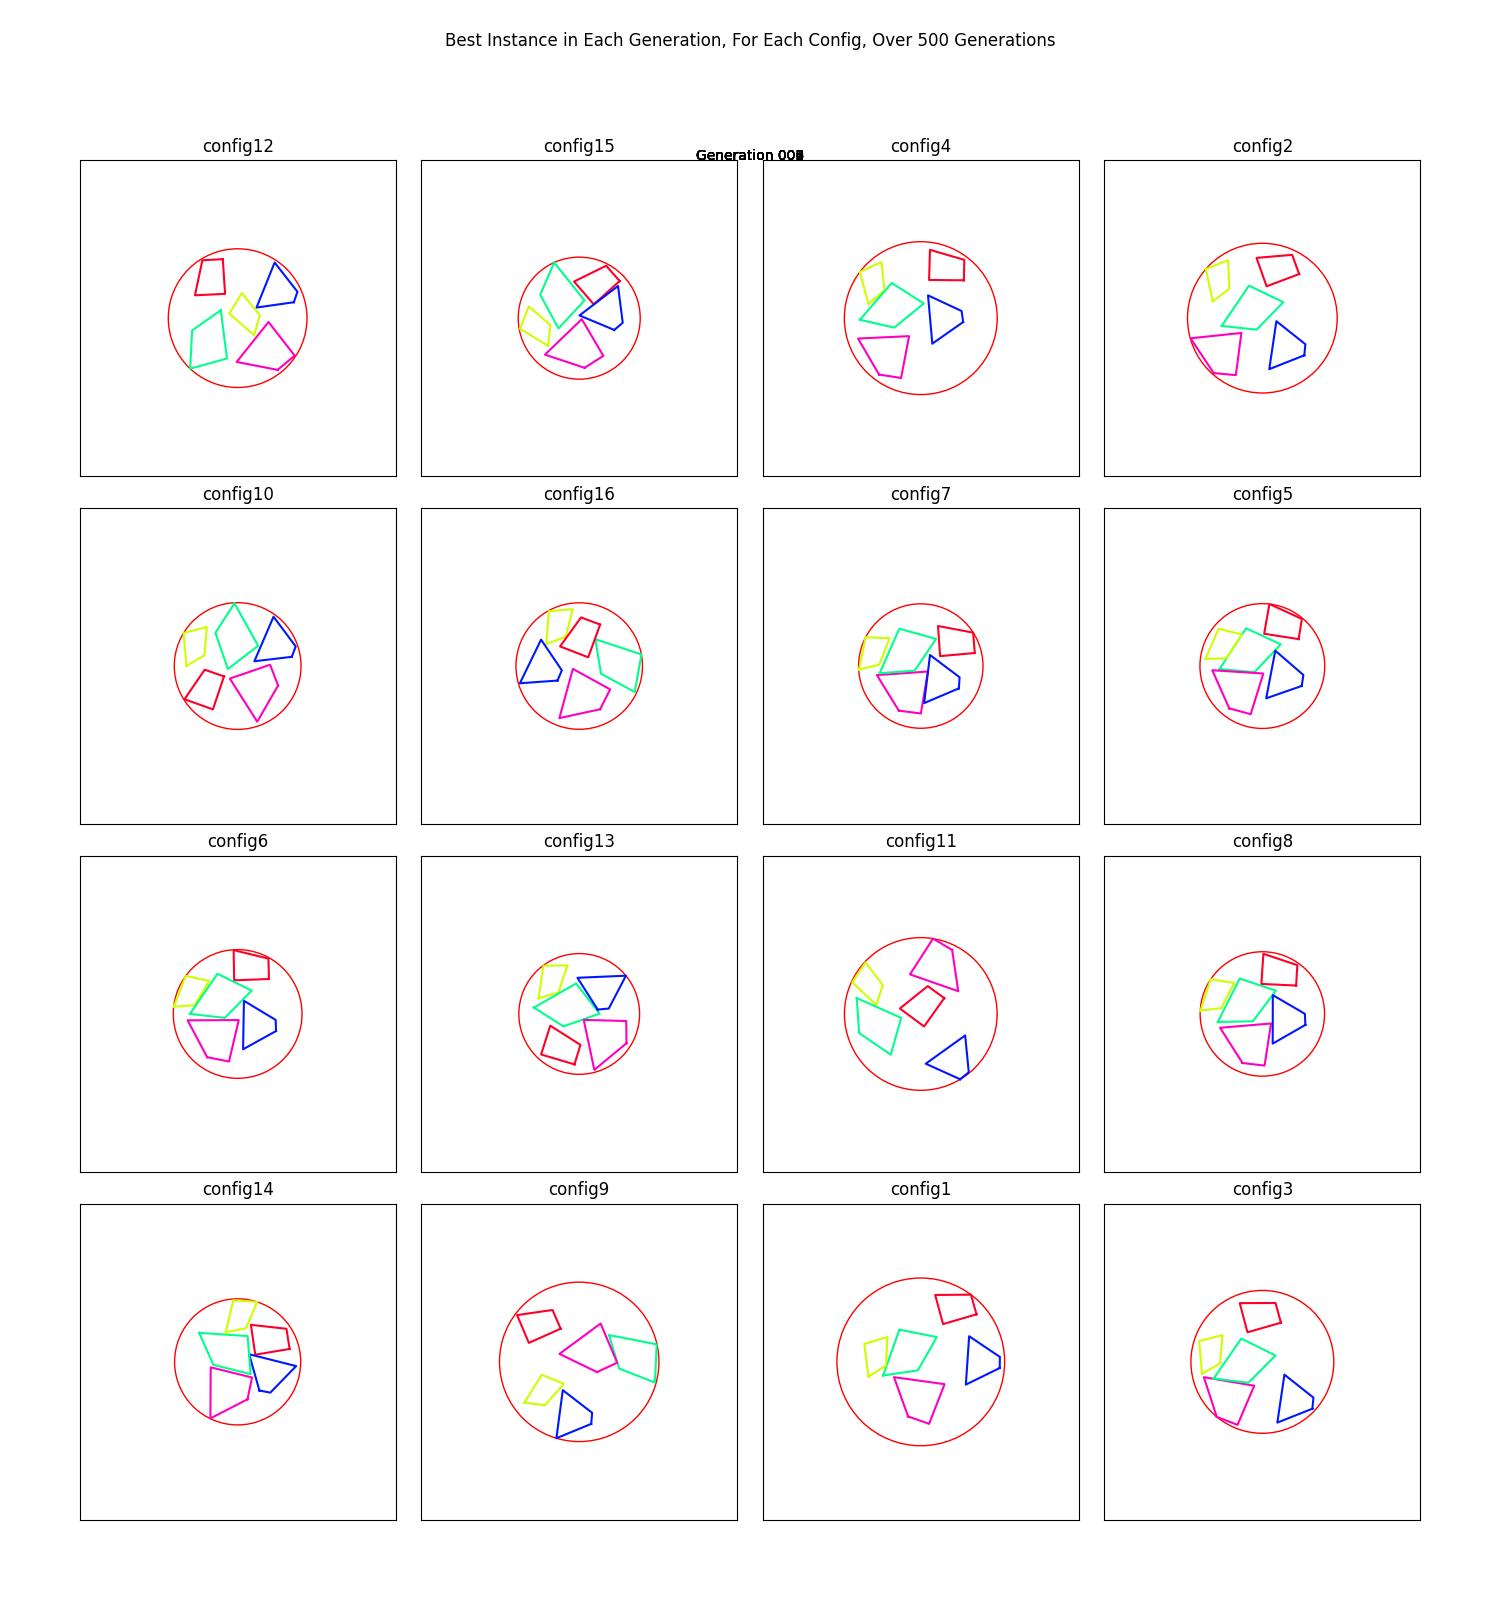 Best Instance in Each Generation, For Each Config, Over 500 Generations
config12
config15
config4
config2
Generation
config10
config16
config7
config5
config6
config13
config11
config8
config14
config9
config1
config3